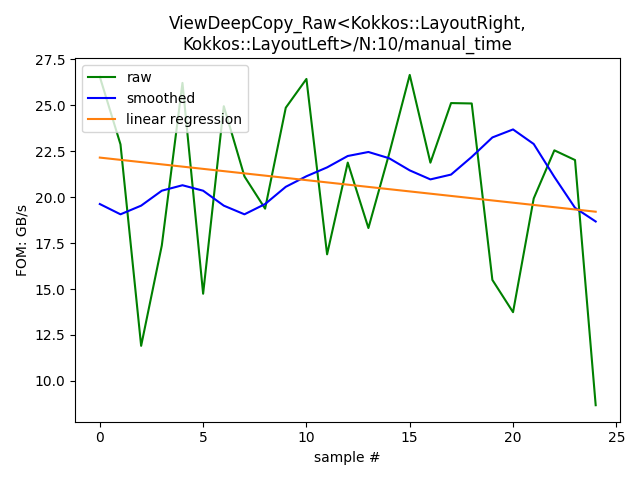 ViewDeepCopy_Raw<Kokkos::LayoutRight,
Kokkos::LayoutLeft>/N:10/manual_time
raw
smoothed
linear regression
FOM: GB/s
27.5
25.0
22.5
20.0
17.5
15.0
12.5
10.0
0 5 10 15 20 25
sample #